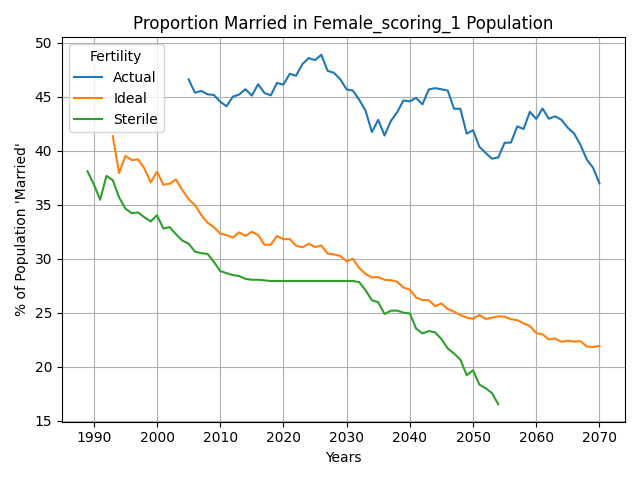 Proportion Married in Female_scoring_1 Population
Fertility
Actual
Ideal
Sterile
% of Population 'Married'
50
45
40
35
30
25
20
15
1990 2000 2010 2020 2030 2040 2050 2060 2070
Years